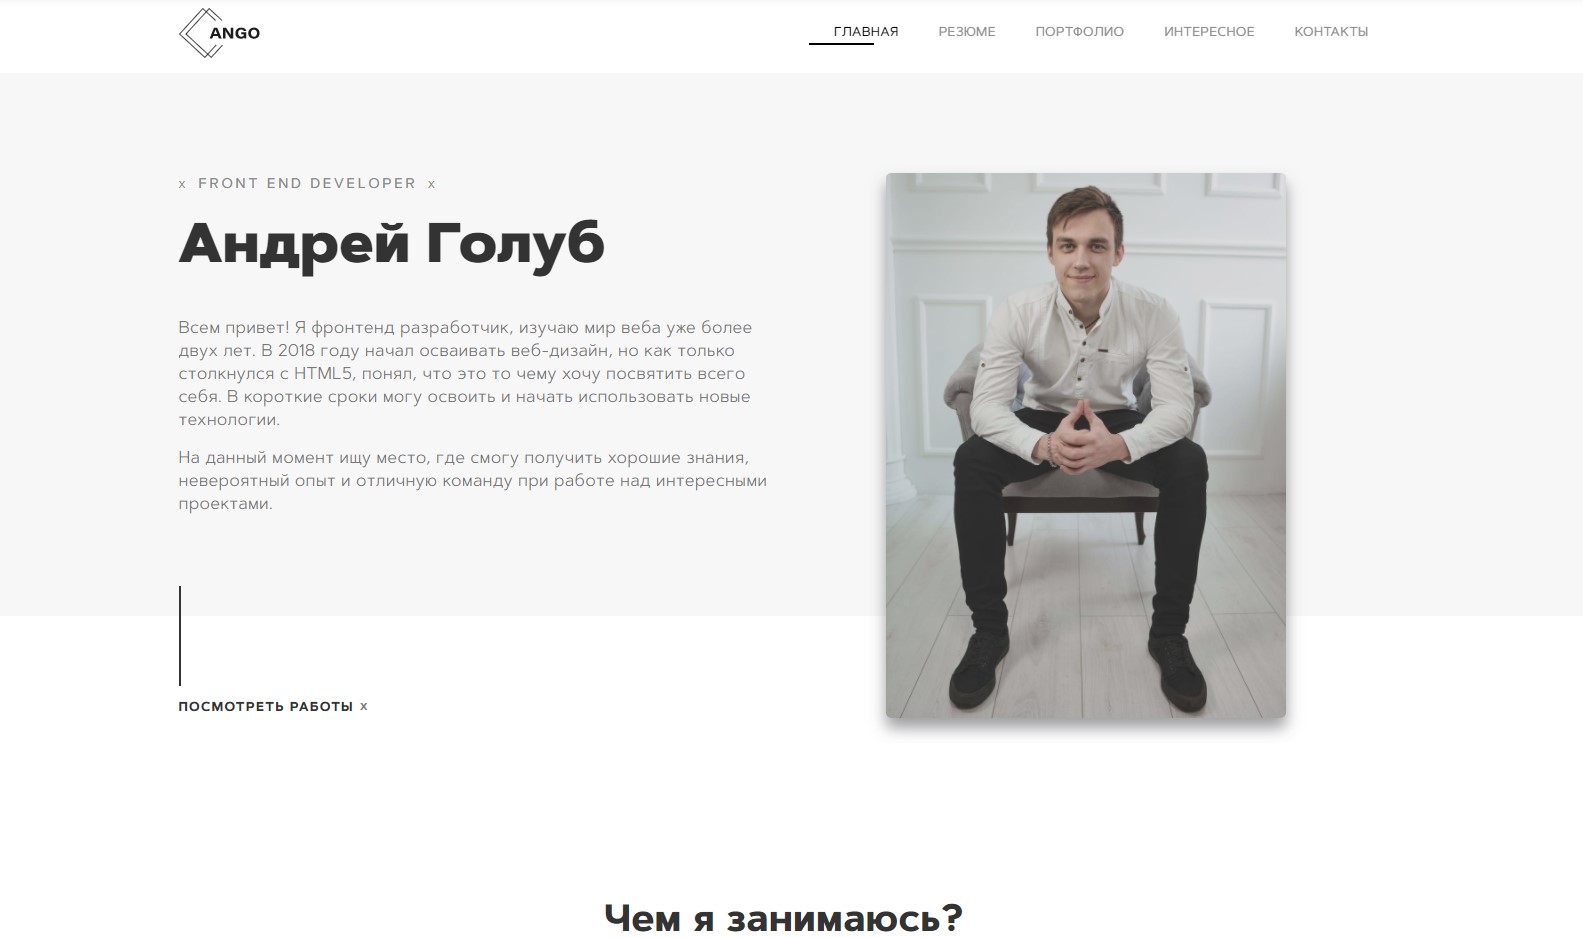 ANGO
ГЛАВНАЯ РЕЗЮМЕ ПОРТФОЛИО ИНТЕРЕСНОЕ КОНТАКТЫ
x FRONT END DEVELOPER x
Андрей Голуб
Всем привет! Я фронтенд разработчик, изучаю мир веба уже более
двух лет. В 2018 году начал осваивать веб-дизайн, но как только
столкнулся с HTML5, понял, что это то чему хочу посвятить всего
себя. В короткие сроки могу освоить и начать использовать новые
технологии.
На данный момент ищу место, где смогу получить хорошие знания,
невероятный опыт и отличную команду при работе над интересными
проектами.
ПОСМОТРЕТЬ РАБОТЫ x
Чем я занимаюсь?